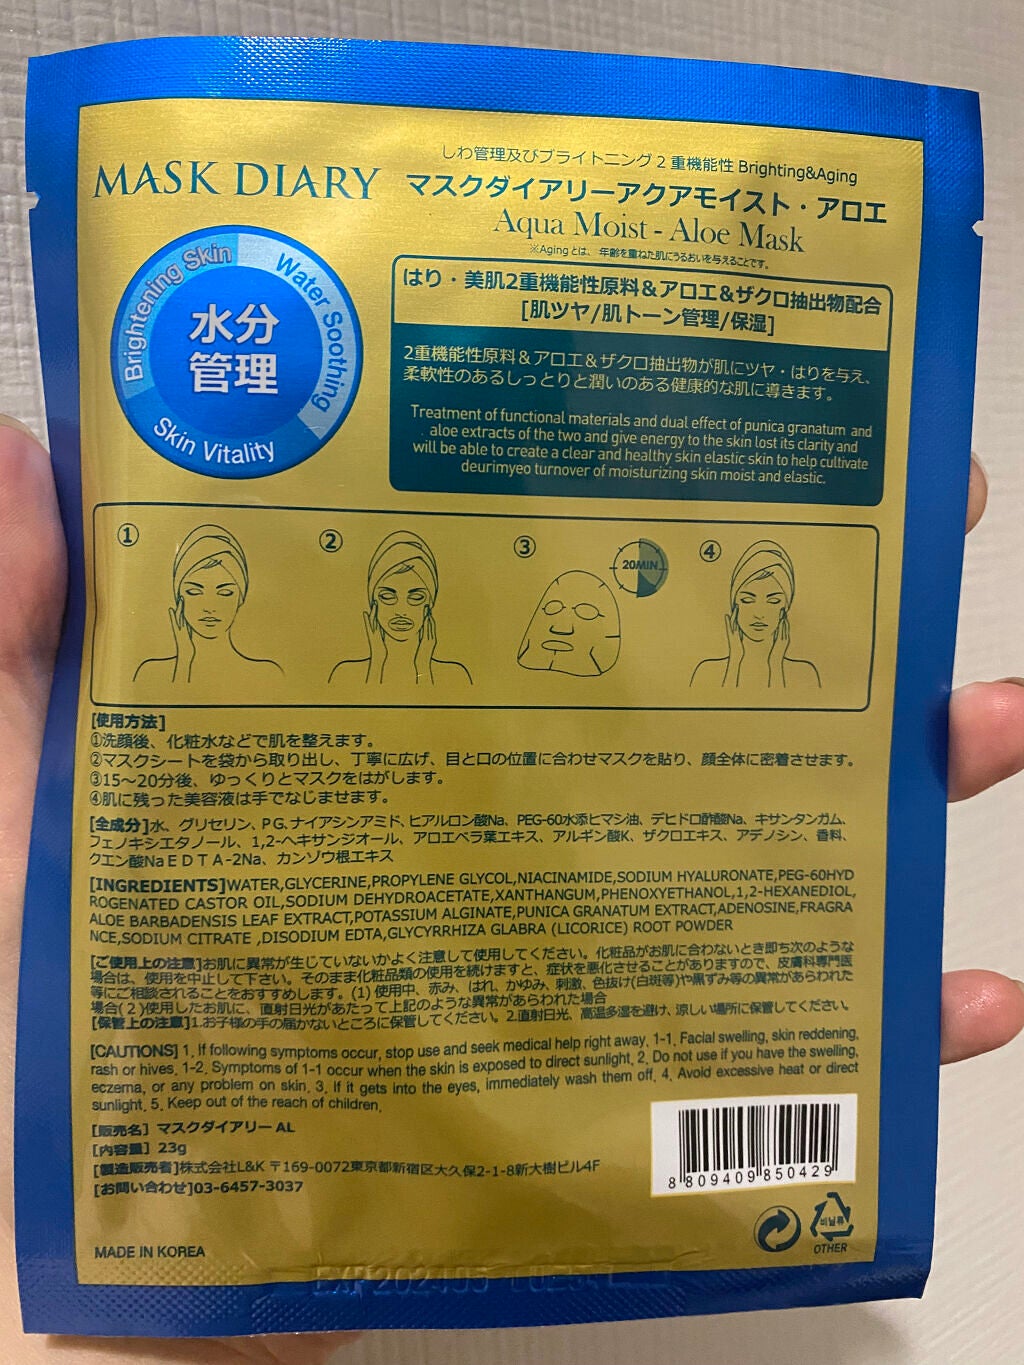 しわ管理及びブライトニング 2 重機能性 Brighting&Aging
MASK DIARY
マスクダイアリーアクアモイスト・アロエ
Aqua Moist - Aloe Mask
※Agingとは、年齢を重ねた肌にうるおいを与えることです。
Brightening Skin
Water Soothing
Skin Vitality
水分
管理
はり・美肌2重機能性原料＆アロエ＆ザクロ抽出物配合
[肌ツヤ/肌トーン管理/保湿]
2重機能性原料＆アロエ＆ザクロ抽出物が肌にツヤ・はりを与え、
柔軟性のあるしっとりと潤いのある健康的な肌に導きます。
Treatment of functional materials and dual effect of punica granatum and
aloe extracts of the two and give energy to the skin lost its clarity and
will be able to create a clear and healthy skin elastic skin to help cultivate
deurimyeo turnover of moisturizing skin moist and elastic.
①
②
③
20MIN
④
[使用方法]
①洗顔後、化粧水などで肌を整えます。
②マスクシートを袋から取り出し、丁寧に広げ、目と口の位置に合わせマスクを貼り、顔全体に密着させます。
③15〜20分後、ゆっくりとマスクをはがします。
④肌に残った美容液は手でなじませます。
[全成分]水、グリセリン、PG,ナイアシンアミド、ヒアルロン酸Na、PEG-60水添ヒマシ油、デヒドロ酢酸Na、キサンタンガム、
フェノキシエタノール、1,2-ヘキサンジオール、アロエベラ葉エキス、アルギン酸K、ザクロエキス、アデノシン、香料、
クエン酸NaＥＤＴＡ-2Na、カンゾウ根エキス
[INGREDIENTS]WATER,GLYCERINE,PROPYLENE GLYCOL,NIACINAMIDE,SODIUM HYALURONATE,PEG-60HYD
ROGENATED CASTOR OIL,SODIUM DEHYDROACETATE,XANTHANGUM,PHENOXYETHANOL,1,2-HEXANEDIOL,
ALOE BARBADENSIS LEAF EXTRACT,POTASSIUM ALGINATE,PUNICA GRANATUM EXTRACT,ADENOSINE,FRAGRA
NCE,SODIUM CITRATE ,DISODIUM EDTA,GLYCYRRHIZA GLABRA (LICORICE) ROOT POWDER
[ご使用上の注意]お肌に異常が生じていないかよく注意して使用してください。化粧品がお肌に合わないとき即ち次のような
場合は、使用を中止して下さい。そのまま化粧品類の使用を続けますと、症状を悪化させることがありますので、皮膚科専門医
等にご相談されることをおすすめします。(1) 使用中、赤み、はれ、かゆみ、刺激、色抜け(白斑等)や黒ずみ等の異常があらわれた
場合( 2 )使用したお肌に、直射日光があたって上記のような異常があらわれた場合
[保管上の注意]1.お子様の手の届かないところに保管してください。2.直射日光、高温多湿を避け、涼しい場所に保管してください。
[CAUTIONS] 1. If following symptoms occur, stop use and seek medical help right away. 1-1. Facial swelling, skin reddening,
rash or hives. 1-2. Symptoms of 1-1 occur when the skin is exposed to direct sunlight. 2. Do not use if you have the swelling,
eczema, or any problem on skin. 3. If it gets into the eyes, immediately wash them off. 4. Avoid excessive heat or direct
sunlight. 5. Keep out of the reach of children.
[販売名] マスクダイアリーAL
[内容量] 23g
[製造販売者]株式会社L&K 〒169-0072東京都新宿区大久保2-1-8新大樹ビル4F
[お問い合わせ]03-6457-3037
8 809409 850429
비닐류
OTHER
MADE IN KOREA